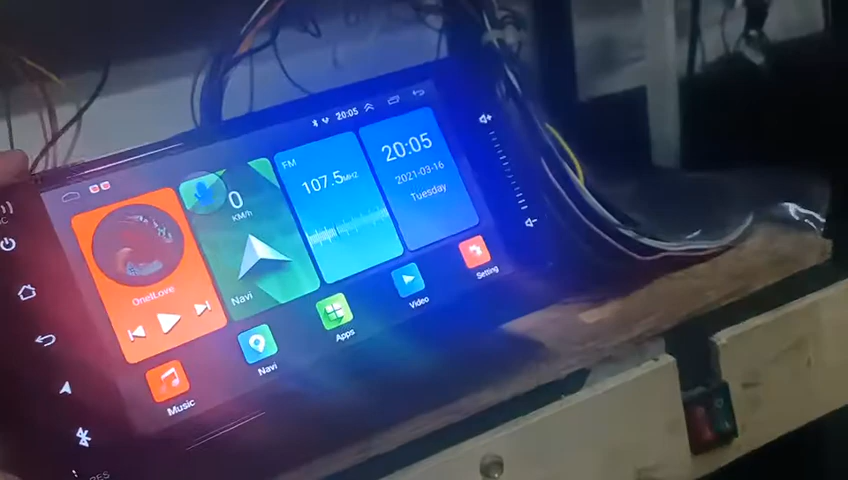 20:05
0
KM/h
Navi
FM
107.5MHZ
20:05
2021-03-16
Tuesday
Music
Navi
Apps
Video
Setting
RES